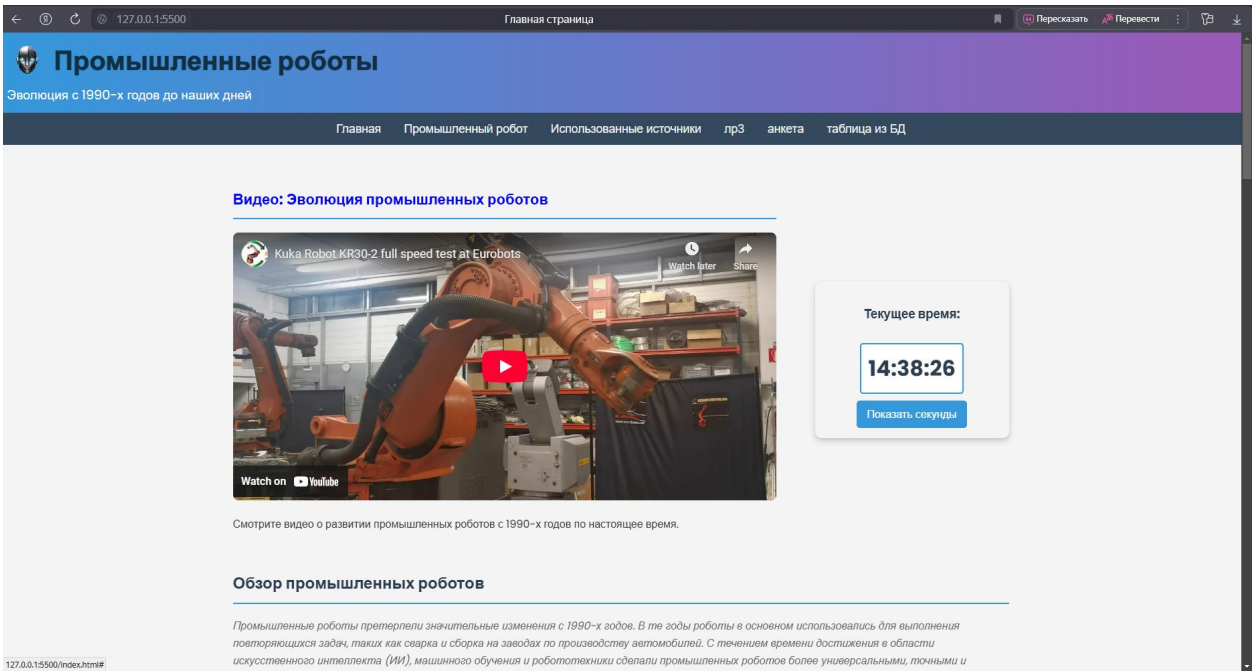 127.0.0.1:5500
Главная страница
Пересказать
Перевести
Промышленные роботы
Эволюция с 1990-х годов до наших дней
Главная Промышленный робот Использованные источники лр3 анкета таблица из БД
Видео: Эволюция промышленных роботов
Kuka Robot KR30-2 full speed test at Eurobots
Watch later
Share
Текущее время:
14:38:26
Показать секунды
Watch on YouTube
Смотрите видео о развитии промышленных роботов с 1990-х годов по настоящее время.
Обзор промышленных роботов
Промышленные роботы претерпели значительные изменения с 1990-х годов. В те годы роботы в основном использовались для выполнения
повторяющихся задач, таких как сварка и сборка на заводах по производству автомобилей. С течением времени достижения в области
искусственного интеллекта (ИИ), машинного обучения и робототехники сделали промышленных роботов более универсальными, точными и
127.0.0.1:5500/index.html#